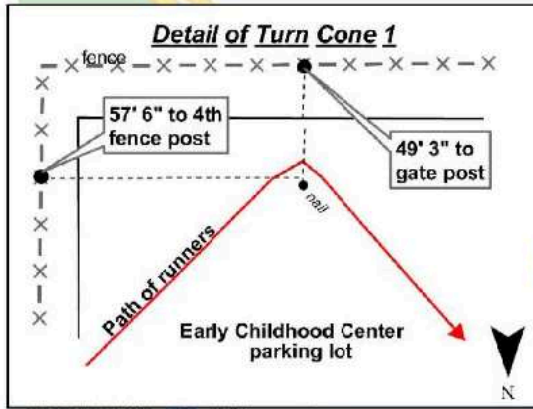 Detail of Turn Cone 1
fence
57' 6" to 4th
fence post
49' 3" to
gate post
nail
Path of runners
Early Childhood Center
parking lot
N